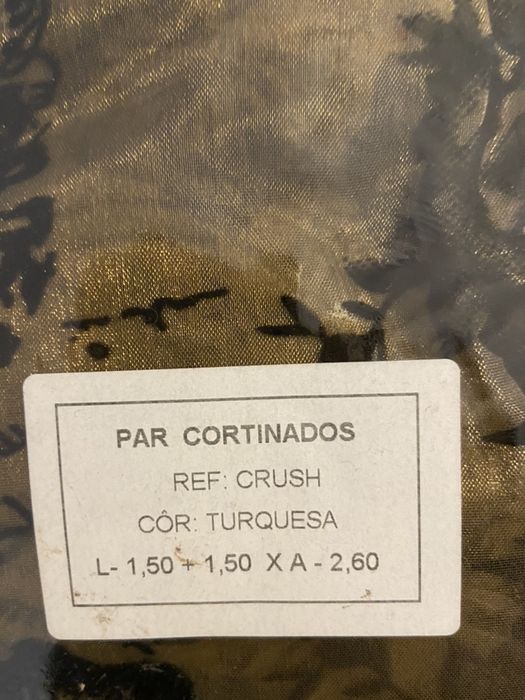 PAR CORTINADOS
REF: CRUSH
CÔR: TURQUESA
L- 1,50 + 1,50 X A - 2,60